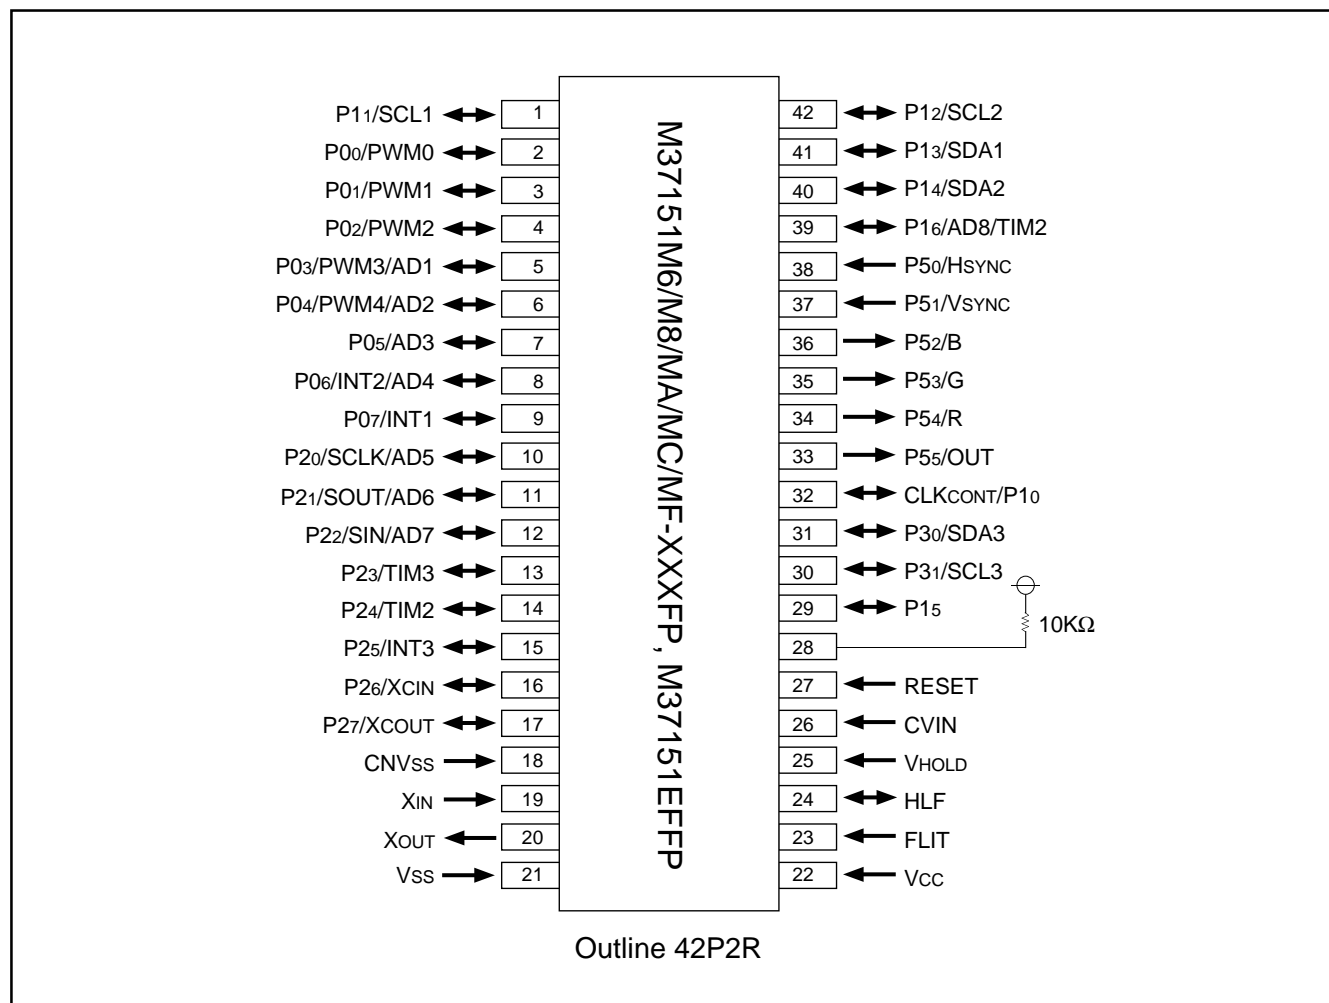 P11/SCL1 1 42 P12/SCL2
P00/PWM0 2 41 P13/SDA1
P01/PWM1 3 40 P14/SDA2
P02/PWM2 4 39 P16/AD8/TIM2
P03/PWM3/AD1 5 38 P50/HSYNC
P04/PWM4/AD2 6 37 P51/VSYNC
P05/AD3 7 36 P52/B
P06/INT2/AD4 8 35 P53/G
P07/INT1 9 34 P54/R
P20/SCLK/AD5 10 33 P55/OUT
P21/SOUT/AD6 11 32 CLKCONT/P10
P22/SIN/AD7 12 31 P30/SDA3
P23/TIM3 13 30 P31/SCL3
P24/TIM2 14 29 P15
10KΩ
P25/INT3 15 28
P26/XCIN 16 27 RESET
P27/XCOUT 17 26 CVIN
CNVSS 18 25 VHOLD
XIN 19 24 HLF
XOUT 20 23 FLIT
VSS 21 22 VCC
M37151M6/M8/MA/MC/MF-XXXFP, M37151EFFP
Outline 42P2R